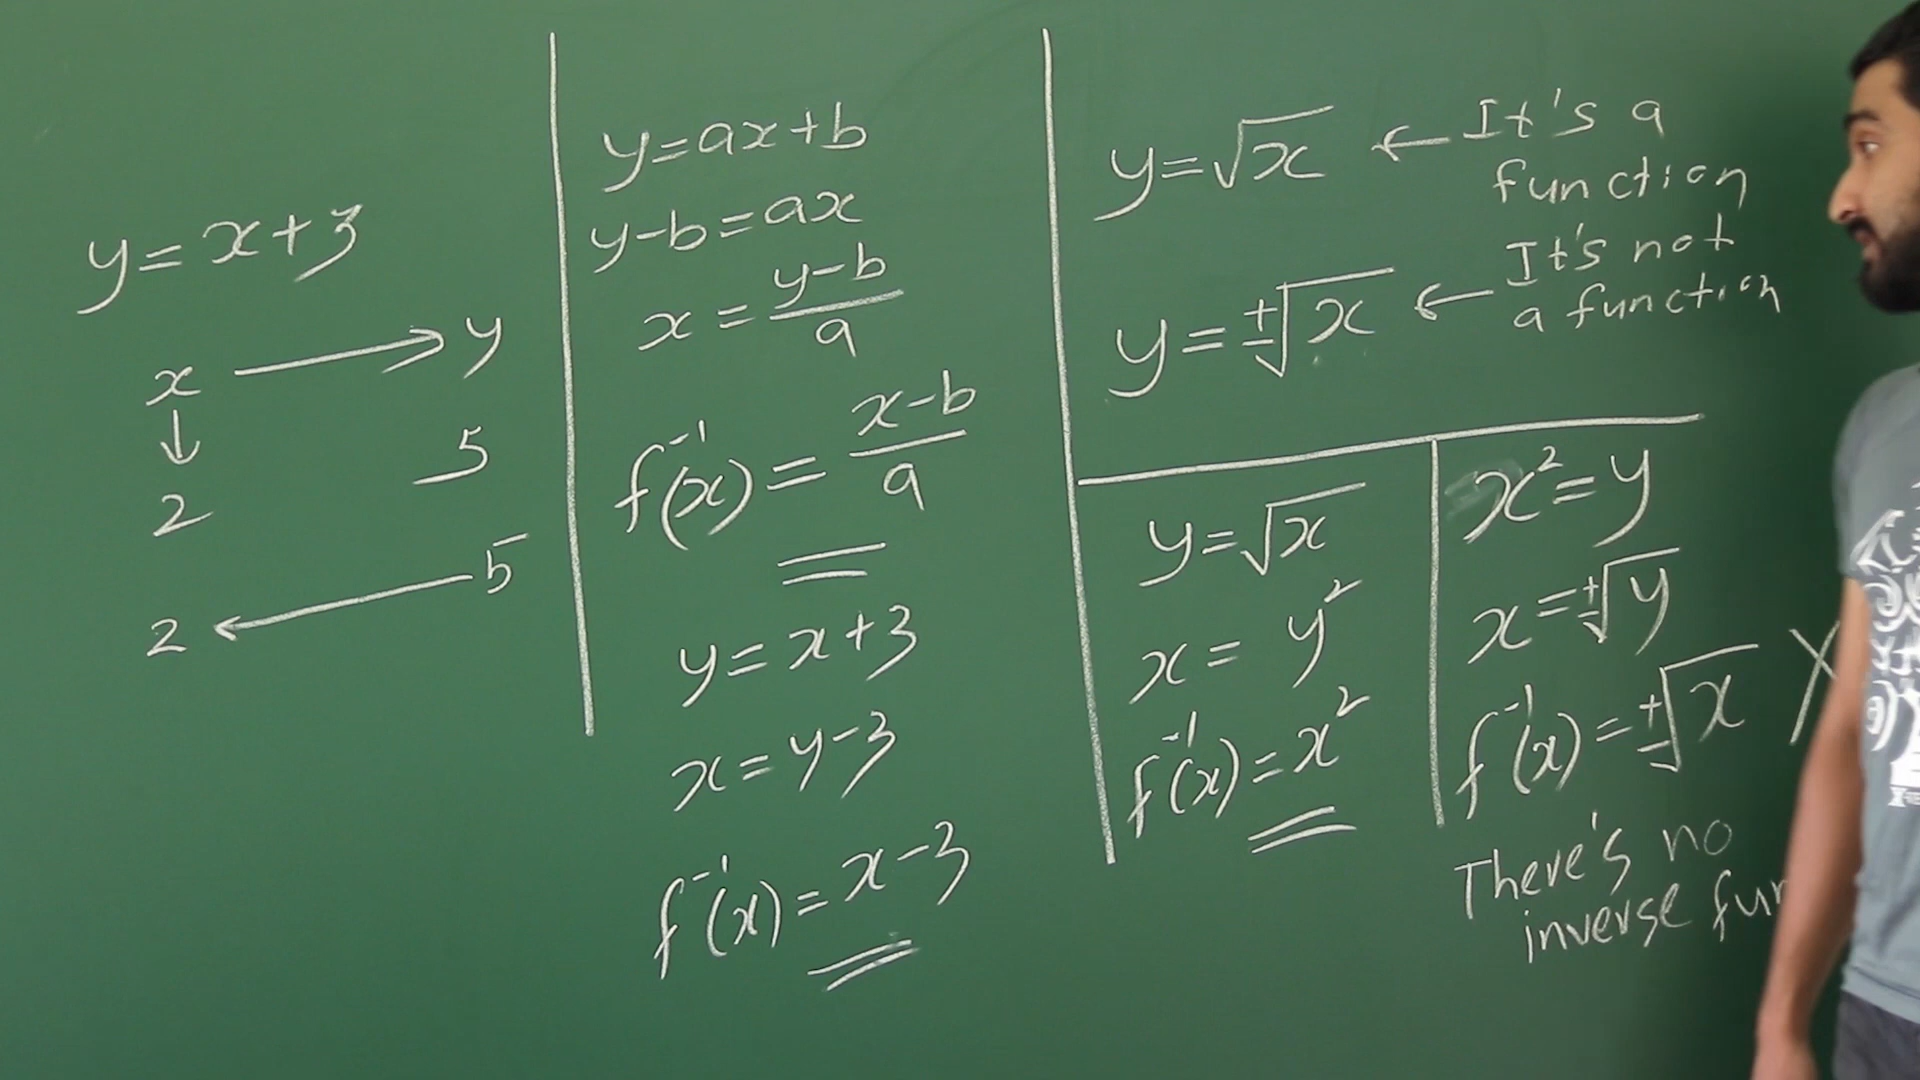 y = x+3
x → y
↓
2 5
5
2 ←
y=ax+b
y-b=ax
x = y-b/a
f⁻¹(x) = x-b/a
y = x+3
x = y-3
f⁻¹(x) = x-3
y=√x ← It's a
function
y = ±√x ← It's not
a function
y=√x
x = y²
f⁻¹(x) = x²
x² = y
x = ±√y
f⁻¹(x) = ±√x X
There's no
inverse